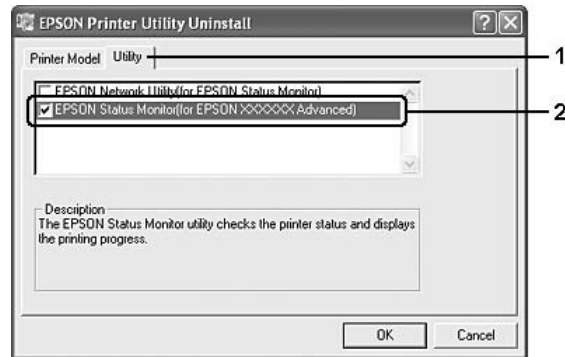 EPSON Printer Utility Uninstall
Printer Model Utility
1
EPSON Network Utility(for EPSON Status Monitor)
EPSON Status Monitor(for EPSON XXXXXX Advanced)
2
Description
The EPSON Status Monitor utility checks the printer status and displays
the printing progress.
OK Cancel